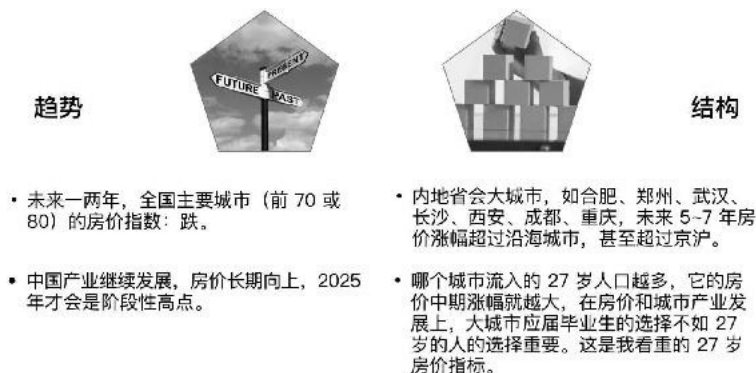 趋势
PRESENT
FUTURE
PAST
结构
• 未来一两年，全国主要城市（前 70 或
80）的房价指数：跌。
• 中国产业继续发展，房价长期向上，2025
年才会是阶段性高点。
• 内地省会大城市，如合肥、郑州、武汉、
长沙、西安、成都、重庆，未来 5-7 年房
价涨幅超过沿海城市，甚至超过京沪。
• 哪个城市流入的 27 岁人口越多，它的房
价中期涨幅就越大，在房价和城市产业发
展上，大城市应届毕业生的选择不如 27
岁的人的选择重要。这是我看重的 27 岁
房价指标。